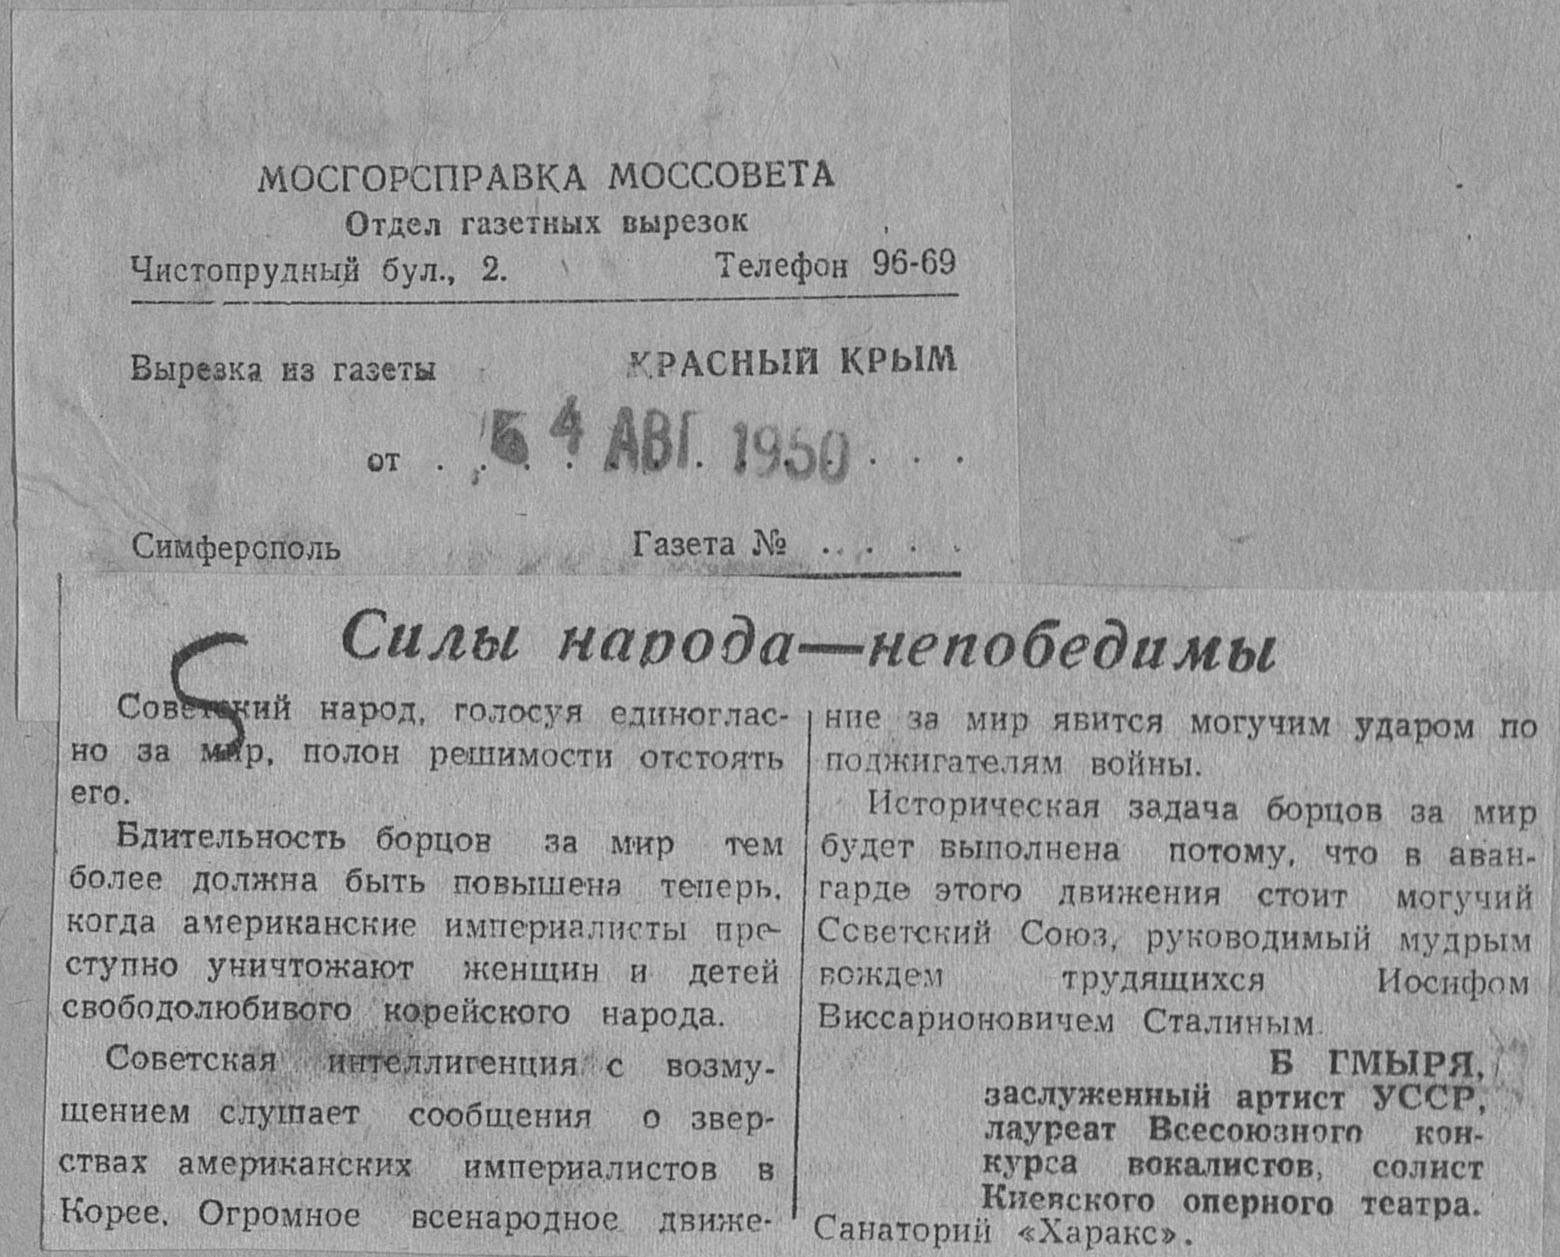 МОСГОРСПРАВКА МОССОВЕТА
Отдел газетных вырезок
Чистопрудный бул., 2. Телефон 96-69
Вырезка из газеты КРАСНЫЙ КРЫМ
от . . 4 АВГ. 1950 . . .
Симферополь Газета № . . . .
Силы народа—непобедимы
Советский народ, голосуя единоглас-
но за мир, полон решимости отстоять
его.
Бдительность борцов за мир тем
более должна быть повышена теперь,
когда американские империалисты пре-
ступно уничтожают женщин и детей
свободолюбивого корейского народа.
Советская интеллигенция с возму-
щением слушает сообщения о звер-
ствах американских империалистов в
Корее. Огромное всенародное движе-
ние за мир явится могучим ударом по
поджигателям войны.
Историческая задача борцов за мир
будет выполнена потому, что в аван-
гарде этого движения стоит могучий
Советский Союз, руководимый мудрым
вождем трудящихся Иосифом
Виссарионовичем Сталиным.
Б ГМЫРЯ,
заслуженный артист УССР,
лауреат Всесоюзного кон-
курса вокалистов, солист
Киевского оперного театра.
Санаторий «Харакс».